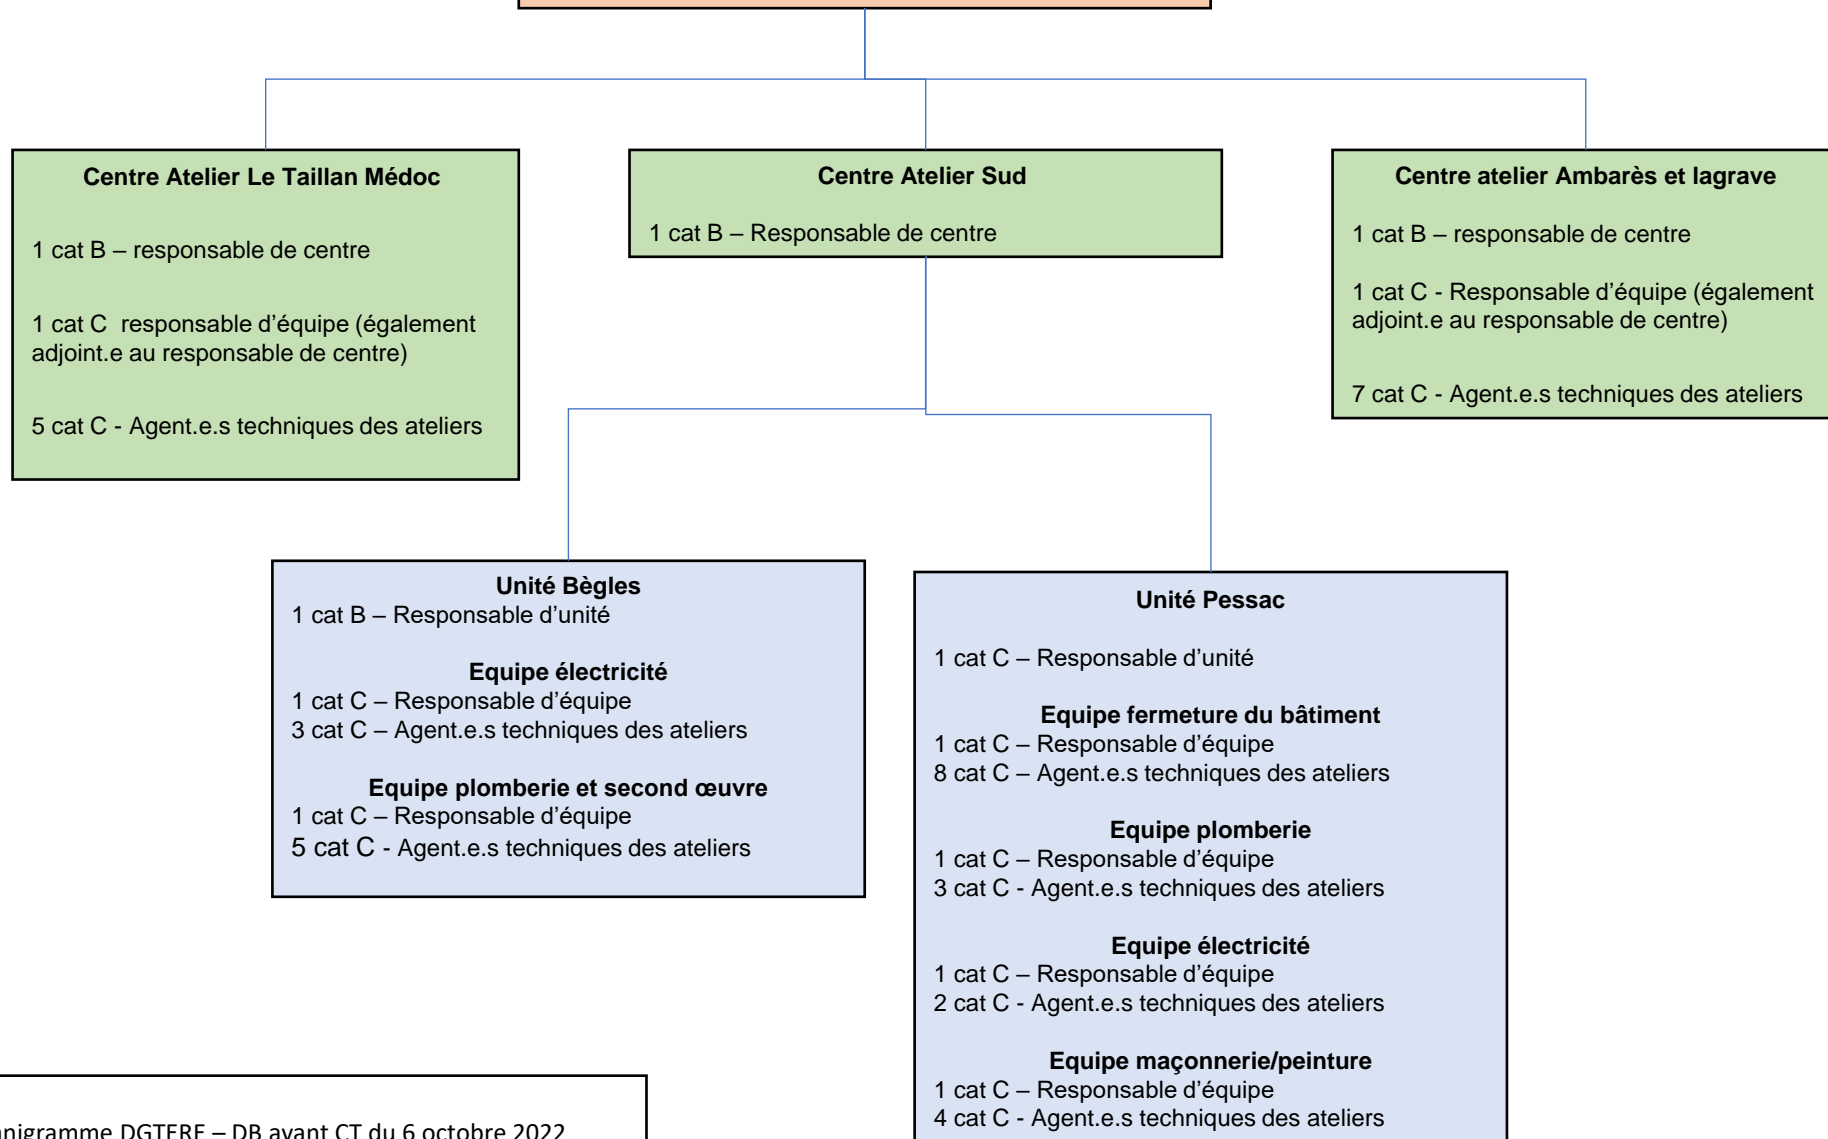 Centre Atelier Le Taillan Médoc
1 cat B – responsable de centre
1 cat C  responsable d’équipe (également
adjoint.e au responsable de centre)
5 cat C - Agent.e.s techniques des ateliers
Centre Atelier Sud
1 cat B – Responsable de centre
Centre atelier Ambarès et lagrave
1 cat B – responsable de centre
1 cat C - Responsable d’équipe (également
adjoint.e au responsable de centre)
7 cat C - Agent.e.s techniques des ateliers
Unité Bègles
1 cat B – Responsable d’unité
Equipe électricité
1 cat C – Responsable d’équipe
3 cat C – Agent.e.s techniques des ateliers
Equipe plomberie et second œuvre
1 cat C – Responsable d’équipe
5 cat C - Agent.e.s techniques des ateliers
Unité Pessac
1 cat C – Responsable d’unité
Equipe fermeture du bâtiment
1 cat C – Responsable d’équipe
8 cat C – Agent.e.s techniques des ateliers
Equipe plomberie
1 cat C – Responsable d’équipe
3 cat C - Agent.e.s techniques des ateliers
Equipe électricité
1 cat C – Responsable d’équipe
2 cat C - Agent.e.s techniques des ateliers
Equipe maçonnerie/peinture
1 cat C – Responsable d’équipe
4 cat C - Agent.e.s techniques des ateliers
anigramme DGTERE – DB avant CT du 6 octobre 2022